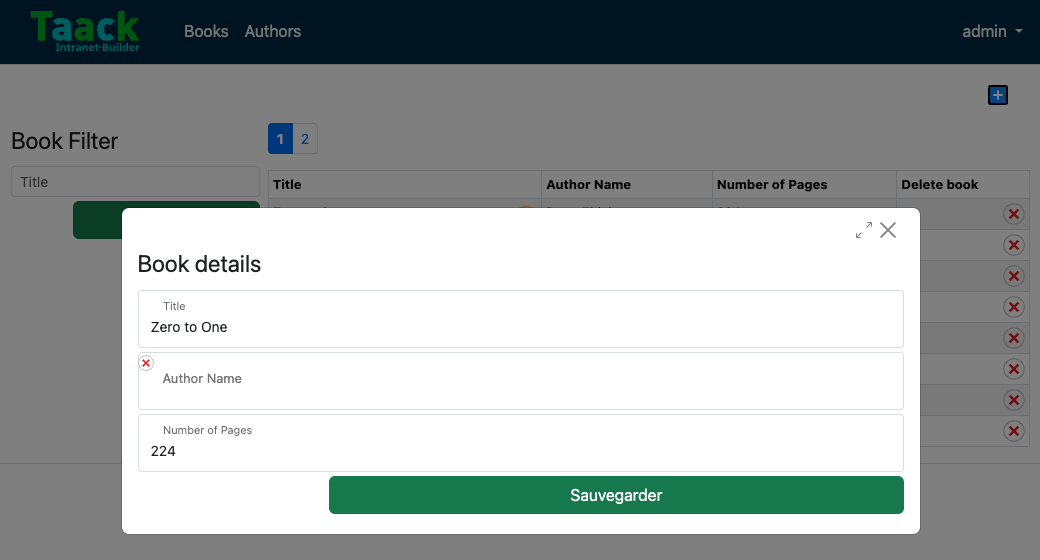 Taack
Intranet-Builder
Books
Authors
admin
Book Filter
1
2
Title
Title
Author Name
Number of Pages
Delete book
Book details
Title
Zero to One
Author Name
Number of Pages
224
Sauvegarder